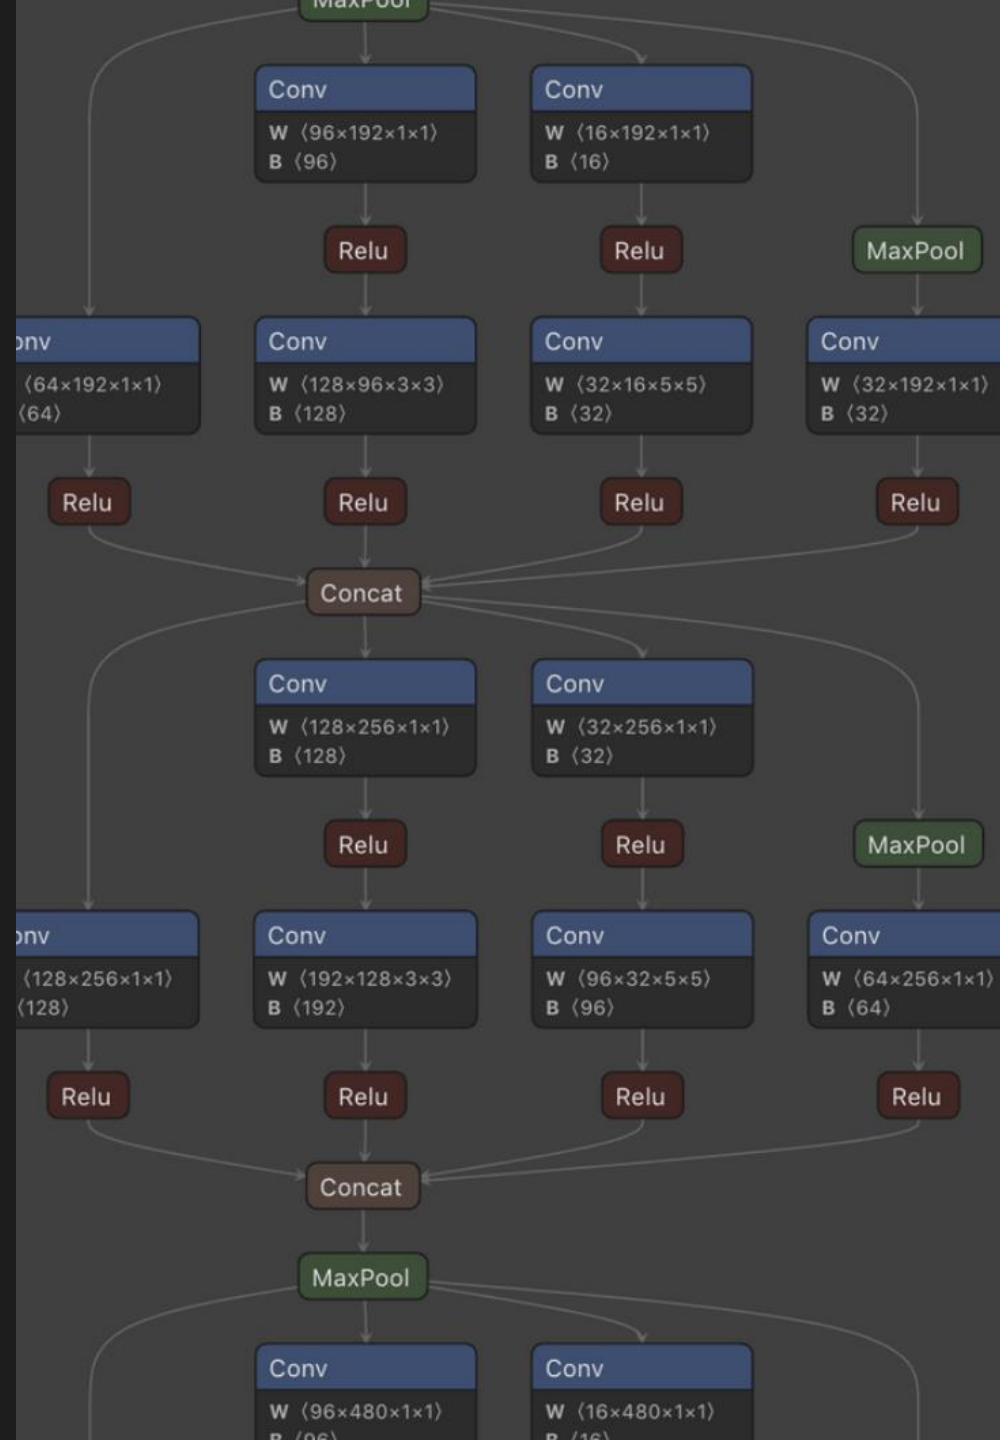 MaxPool
Conv
W ⟨96×192×1×1⟩
B ⟨96⟩
Conv
W ⟨16×192×1×1⟩
B ⟨16⟩
Relu
Relu
MaxPool
onv
⟨64×192×1×1⟩
⟨64⟩
Conv
W ⟨128×96×3×3⟩
B ⟨128⟩
Conv
W ⟨32×16×5×5⟩
B ⟨32⟩
Conv
W ⟨32×192×1×1⟩
B ⟨32⟩
Relu
Relu
Relu
Relu
Concat
Conv
W ⟨128×256×1×1⟩
B ⟨128⟩
Conv
W ⟨32×256×1×1⟩
B ⟨32⟩
Relu
Relu
MaxPool
onv
⟨128×256×1×1⟩
⟨128⟩
Conv
W ⟨192×128×3×3⟩
B ⟨192⟩
Conv
W ⟨96×32×5×5⟩
B ⟨96⟩
Conv
W ⟨64×256×1×1⟩
B ⟨64⟩
Relu
Relu
Relu
Relu
Concat
MaxPool
Conv
W ⟨96×480×1×1⟩
B ⟨96⟩
Conv
W ⟨16×480×1×1⟩
B ⟨16⟩